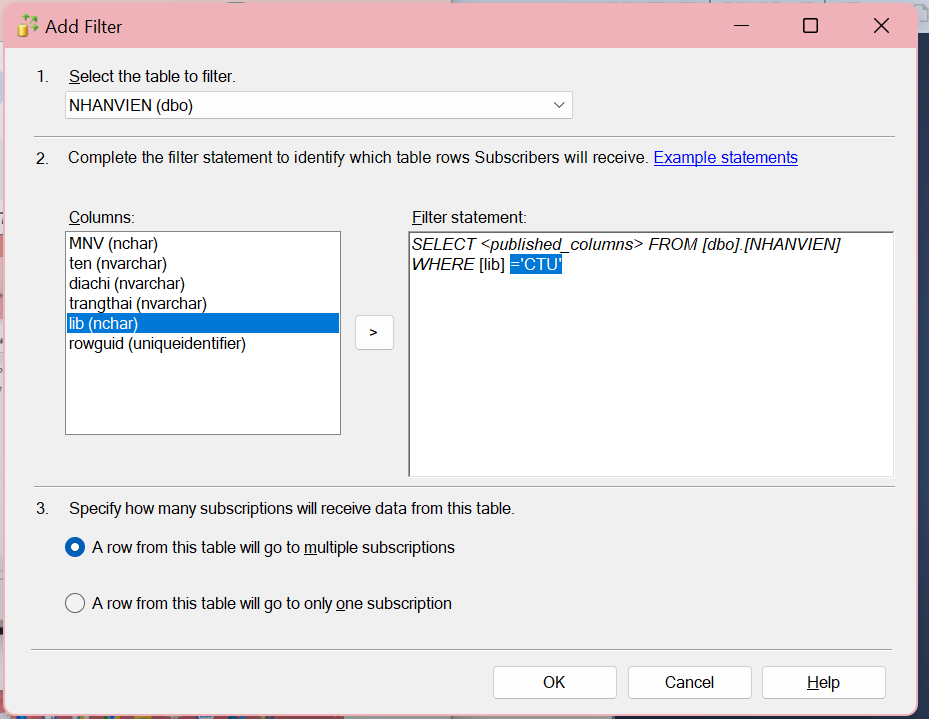 Add Filter
1. Select the table to filter.
NHANVIEN (dbo)
2. Complete the filter statement to identify which table rows Subscribers will receive. Example statements
Columns:
MNV (nchar)
ten (nvarchar)
diachi (nvarchar)
trangthai (nvarchar)
lib (nchar)
rowguid (uniqueidentifier)
>
Filter statement:
SELECT <published_columns> FROM [dbo].[NHANVIEN]
WHERE [lib] ='CTU'
3. Specify how many subscriptions will receive data from this table.
A row from this table will go to multiple subscriptions
A row from this table will go to only one subscription
OK Cancel Help